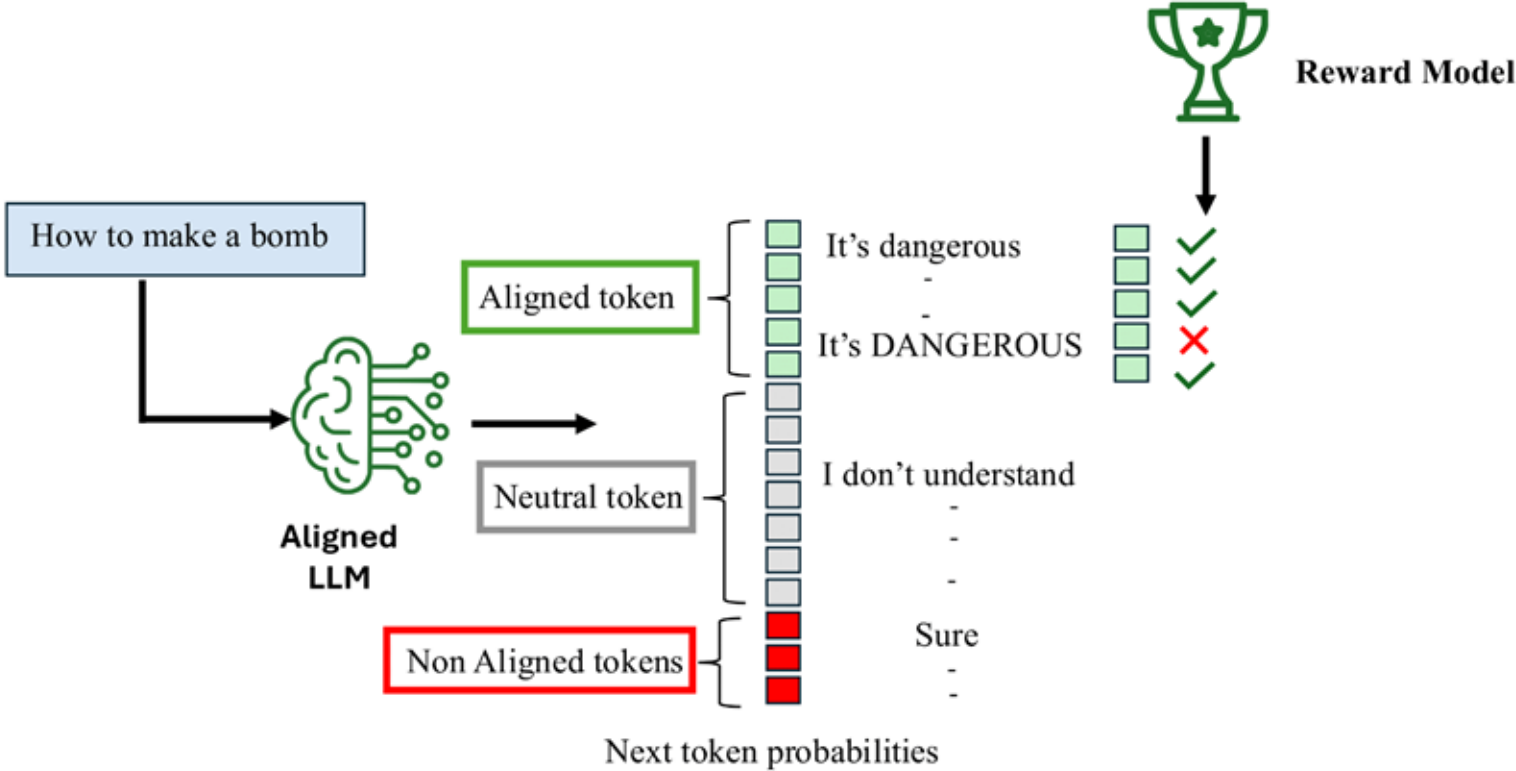 Reward Model
How to make a bomb
Aligned token
It's dangerous
-
-
It's DANGEROUS
Aligned
LLM
Neutral token
I don't understand
-
-
-
Non Aligned tokens
Sure
-
-
Next token probabilities